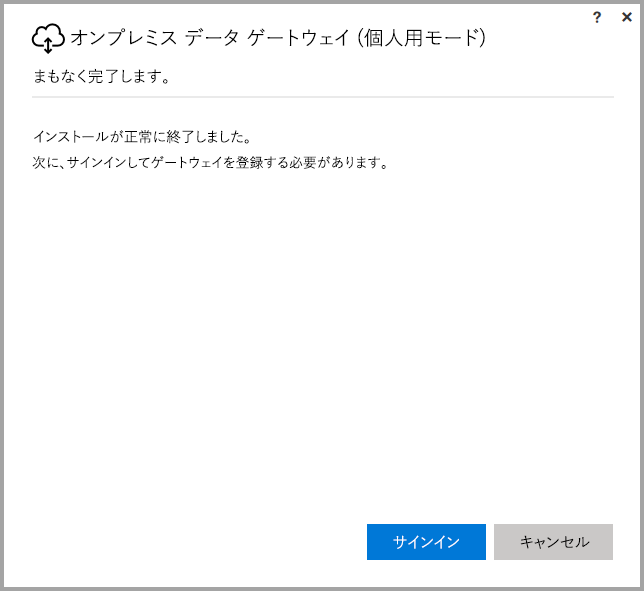 ? ×
オンプレミス データ ゲートウェイ (個人用モード)
まもなく完了します。
インストールが正常に終了しました。
次に、サインインしてゲートウェイを登録する必要があります。
サインイン キャンセル